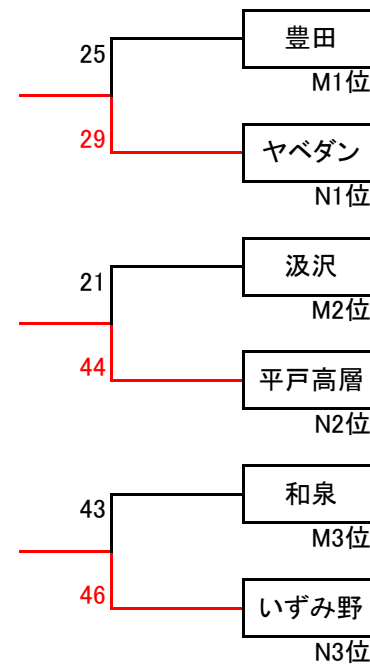 豊田
25
M1位
29
ヤベダン
N1位
汲沢
21
M2位
44
平戸高層
N2位
和泉
43
M3位
46
いずみ野
N3位